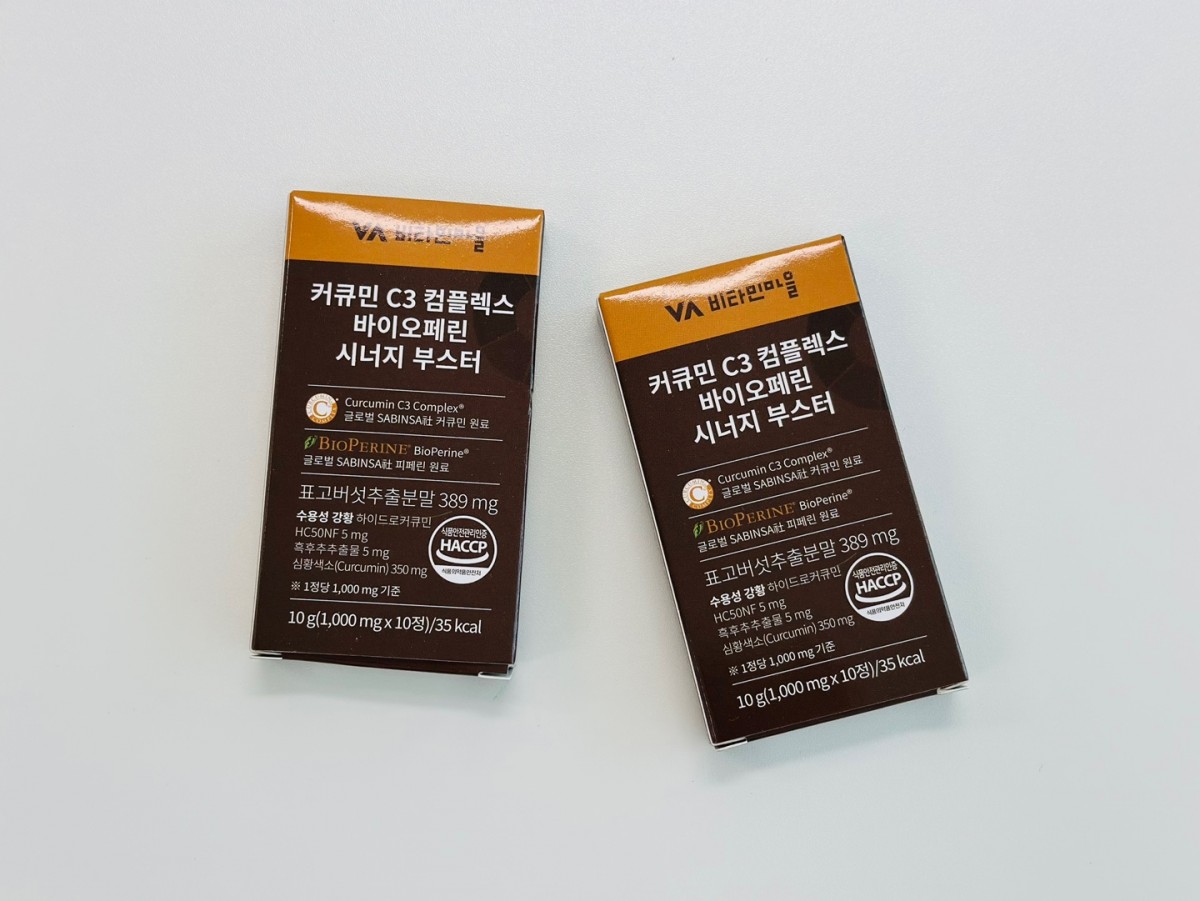 VA 비타민마을
커큐민 C3 컴플렉스
바이오페린
시너지 부스터
C
Curcumin C3 Complex®
글로벌 SABINSA社 커큐민 원료
BIOPERINE® BioPerine®
글로벌 SABINSA社 피페린 원료
표고버섯추출분말 389 mg
수용성 강황 하이드로커큐민
HC50NF 5 mg
흑후추추출물 5 mg
심황색소(Curcumin) 350 mg
※ 1정당 1,000 mg 기준
식품안전관리인증
HACCP
식품의약품안전처
10 g(1,000 mg x 10정)/35 kcal
VA 비타민마을
커큐민 C3 컴플렉스
바이오페린
시너지 부스터
C
Curcumin C3 Complex®
글로벌 SABINSA社 커큐민 원료
BIOPERINE® BioPerine®
글로벌 SABINSA社 피페린 원료
표고버섯추출분말 389 mg
수용성 강황 하이드로커큐민
HC50NF 5 mg
흑후추추출물 5 mg
심황색소(Curcumin) 350 mg
※ 1정당 1,000 mg 기준
식품안전관리인증
HACCP
식품의약품안전처
10 g(1,000 mg x 10정)/35 kcal